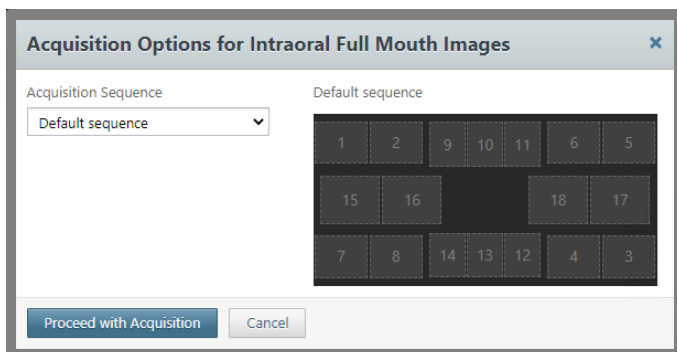 Acquisition Options for Intraoral Full Mouth Images ×
Acquisition Sequence
Default sequence
Default sequence
1 2 9 10 11 6 5
15 16 18 17
7 8 14 13 12 4 3
Proceed with Acquisition Cancel